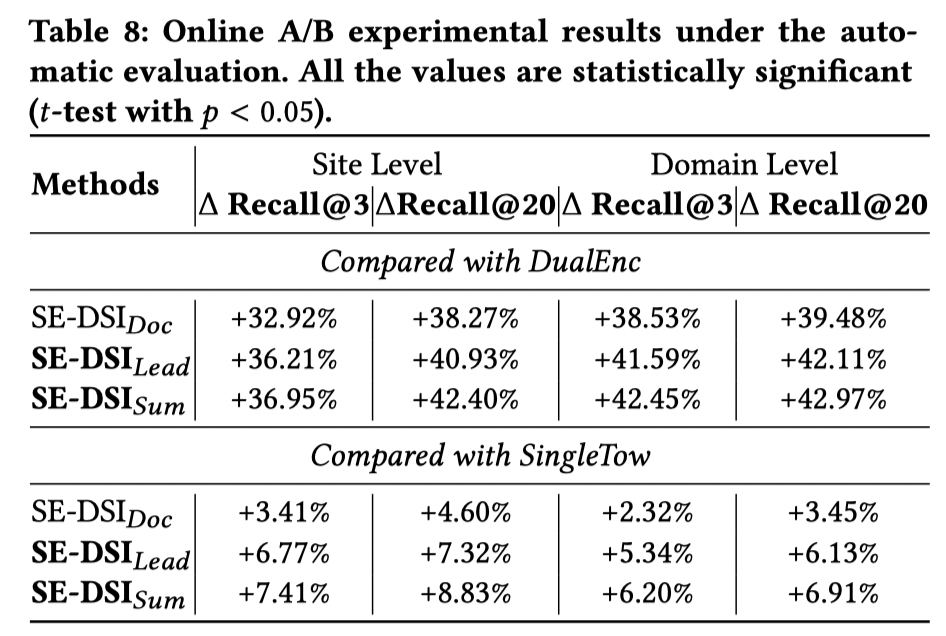 Table 8: Online A/B experimental results under the auto-
matic evaluation. All the values are statistically significant
(t-test with p < 0.05).
Methods Site Level Domain Level
Δ Recall@3 ΔRecall@20 Δ Recall@3 Δ Recall@20
Compared with DualEnc
SE-DSIDoc +32.92% +38.27% +38.53% +39.48%
SE-DSILead +36.21% +40.93% +41.59% +42.11%
SE-DSISum +36.95% +42.40% +42.45% +42.97%
Compared with SingleTow
SE-DSIDoc +3.41% +4.60% +2.32% +3.45%
SE-DSILead +6.77% +7.32% +5.34% +6.13%
SE-DSISum +7.41% +8.83% +6.20% +6.91%